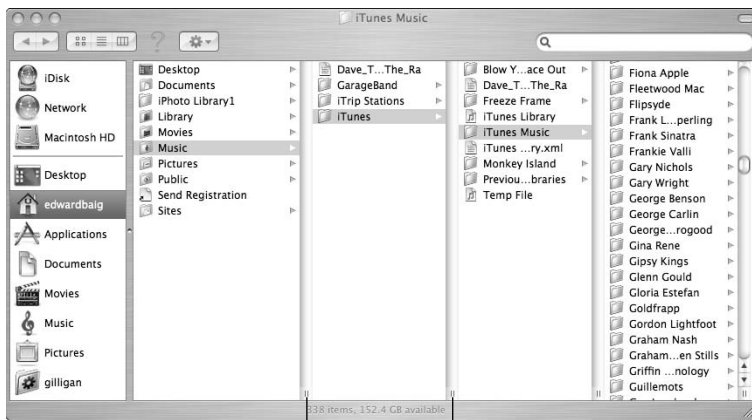 iTunes Music
iDisk
Network
Macintosh HD
Desktop
edwardbaig
Applications
Documents
Movies
Music
Pictures
gilligan
Desktop
Documents
iPhoto Library1
Library
Movies
Music
Pictures
Public
Send Registration
Sites
Dave_T...The_Ra
GarageBand
iTrip Stations
iTunes
Blow Y...ace Out
Dave_T...The_Ra
Freeze Frame
iTunes Library
iTunes Music
iTunes ...ry.xml
Monkey Island
Previou...braries
Temp File
Fiona Apple
Fleetwood Mac
Flipsyde
Frank L...perling
Frank Sinatra
Frankie Valli
Gary Nichols
Gary Wright
George Benson
George Carlin
George...rogood
Gina Rene
Gipsy Kings
Glenn Gould
Gloria Estefan
Goldfrapp
Gordon Lightfoot
Graham Nash
Graham...en Stills
Griffin ...nology
Guillemots
338 items, 152.4 GB available